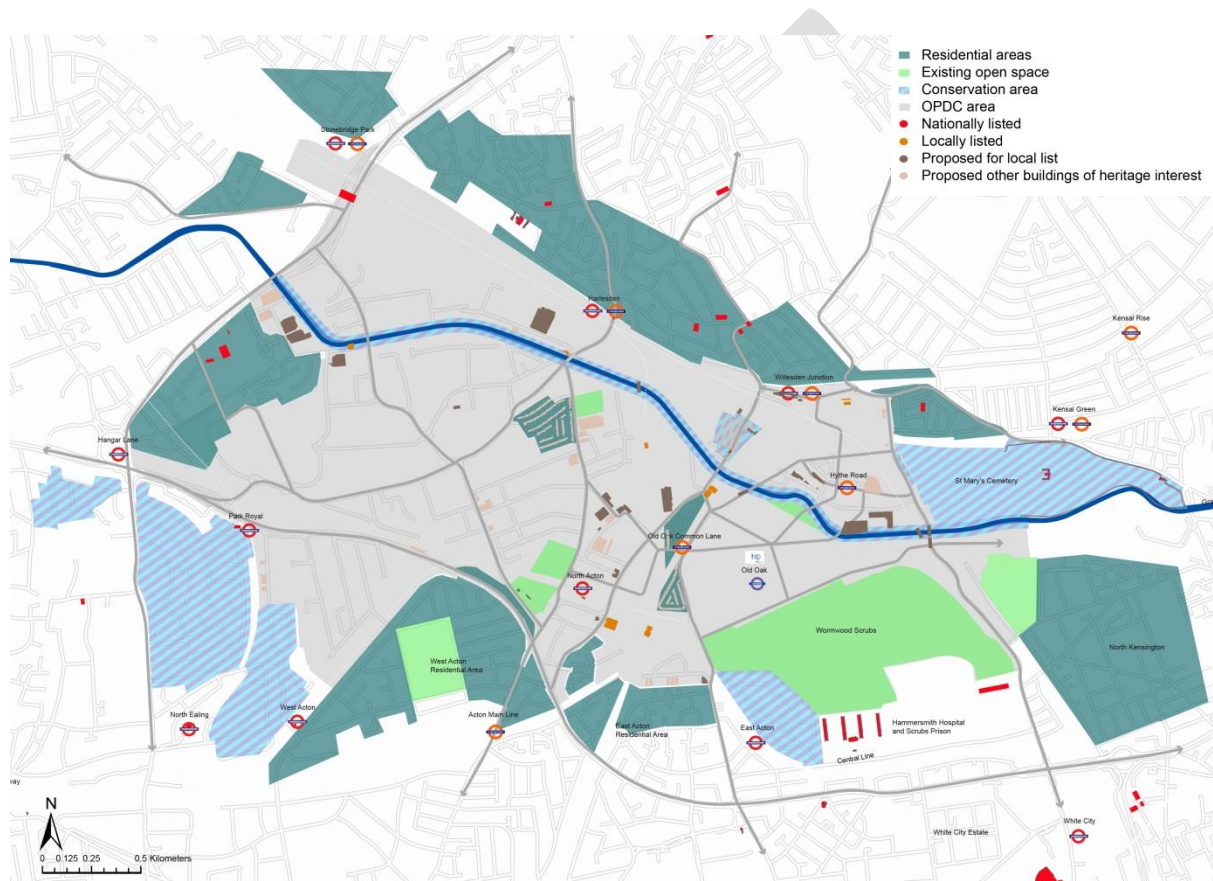 Residential areas
Existing open space
Conservation area
OPDC area
Nationally listed
Locally listed
Proposed for local list
Proposed other buildings of heritage interest
Stonebridge Park
Harlesden
Kensal Rise
Willesden Junction
Kensal Green
Hangar Lane
St Mary's Cemetery
Hythe Road
Gra
Park Royal
Old Oak Common Lane
hs2
Old Oak
North Acton
Wormwood Scrubs
North Kensington
West Acton
Residential Area
North Ealing
West Acton
Acton Main Line
East Acton
Residential Area
East Acton
Hammersmith Hospital
and Scrubs Prison
Central Line
way
White City Estate
White City
N
0 0.125 0.25 0.5 Kilometers